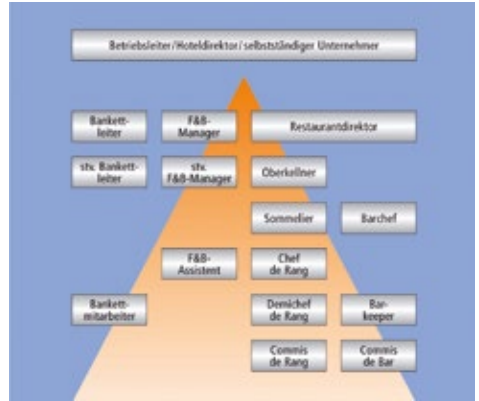 Betriebsleiter/Hoteldirektor/selbstständiger Unternehmer
Bankett-
leiter
F&B-
Manager
Restaurantdirektor
stv. Bankett-
leiter
stv.
F&B-Manager
Oberkellner
Sommelier
Barchef
F&B-
Assistent
Chef
de Rang
Bankett-
mitarbeiter
Demichef
de Rang
Bar-
keeper
Commis
de Rang
Commis
de Bar